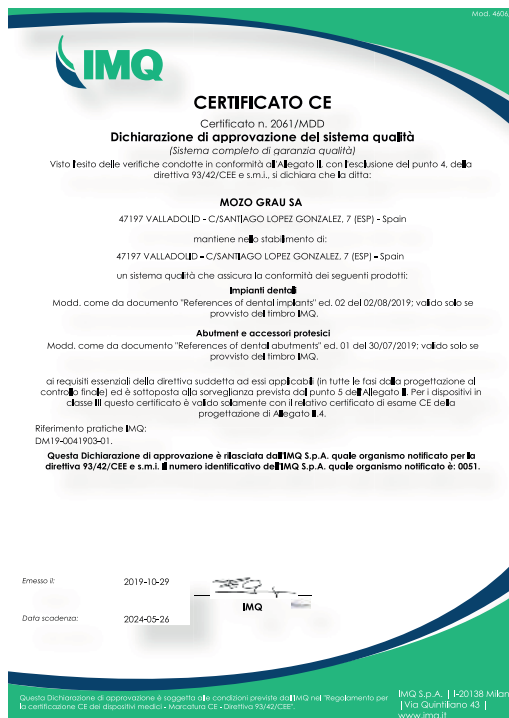 Mod. 4606
IMQ
CERTIFICATO CE
Certificato n. 2061/MDD
Dichiarazione di approvazione del sistema qualità
(Sistema completo di garanzia qualità)
Visto l'esito delle verifiche condotte in conformità all'Allegato II, con l'esclusione del punto 4, della
direttiva 93/42/CEE e s.m.i., si dichiara che la ditta:
MOZO GRAU SA
47197 VALLADOLID - C/SANTIAGO LOPEZ GONZALEZ, 7 (ESP) - Spain
mantiene nello stabilimento di:
47197 VALLADOLID - C/SANTIAGO LOPEZ GONZALEZ, 7 (ESP) - Spain
un sistema qualità che assicura la conformità dei seguenti prodotti:
Impianti dentali
Modd. come da documento "References of dental implants" ed. 02 del 02/08/2019; valido solo se
provvisto del timbro IMQ.
Abutment e accessori protesici
Modd. come da documento "References of dental abutments" ed. 01 del 30/07/2019; valido solo se
provvisto del timbro IMQ.
ai requisiti essenziali della direttiva suddetta ad essi applicabili (in tutte le fasi dalla progettazione al
controllo finale) ed è sottoposta alla sorveglianza prevista dal punto 5 dell'Allegato II. Per i dispositivi in
classe III questo certificato è valido solamente con il relativo certificato di esame CE della
progettazione di Allegato II.4.
Riferimento pratiche IMQ:
DM19-0041903-01.
Questa Dichiarazione di approvazione è rilasciata dall'IMQ S.p.A. quale organismo notificato per la
direttiva 93/42/CEE e s.m.i. Il numero identificativo dell'IMQ S.p.A. quale organismo notificato è: 0051.
Emesso il: 2019-10-29
IMQ
Data scadenza: 2024-05-26
Questa Dichiarazione di approvazione è soggetta alle condizioni previste dall'IMQ nel "Regolamento per
la certificazione CE dei dispositivi medici - Marcatura CE - Direttiva 93/42/CEE".
IMQ S.p.A. | I-20138 Milan
| Via Quintiliano 43 |
www.imq.it